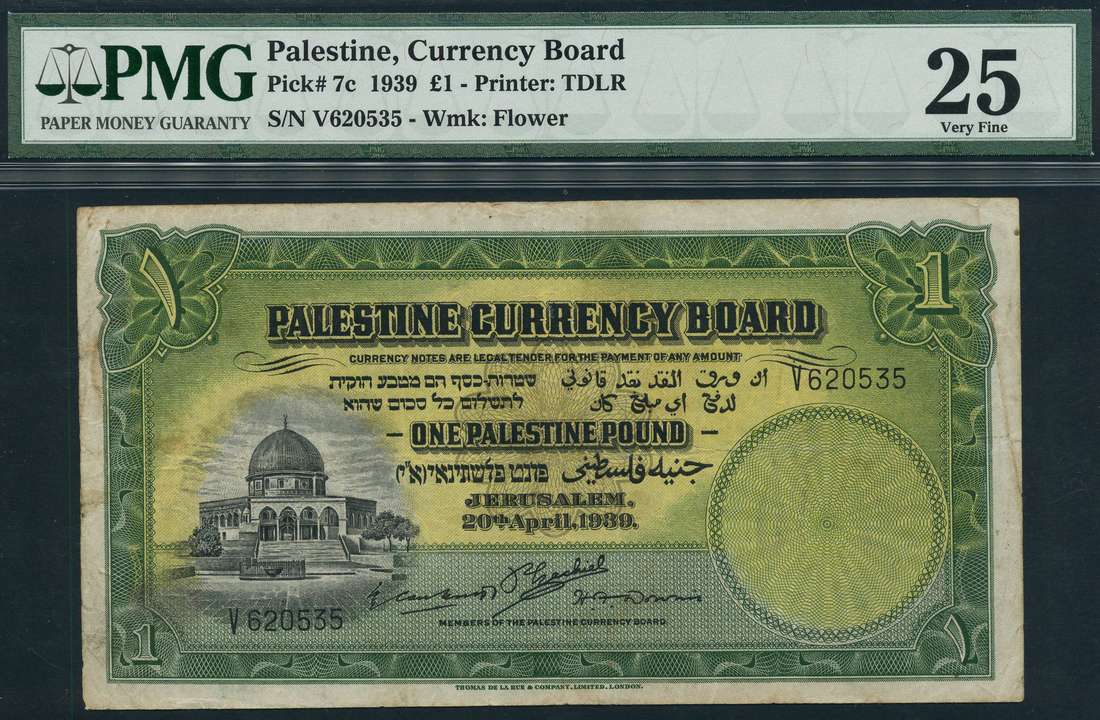 PMG
PAPER MONEY GUARANTY
Palestine, Currency Board
Pick# 7c 1939 £1 - Printer: TDLR
S/N V620535 - Wmk: Flower
25
Very Fine
١
1
PALESTINE CURRENCY BOARD
CURRENCY NOTES ARE LEGAL TENDER FOR THE PAYMENT OF ANY AMOUNT
שטרות-כסף הם מטבע חוקית
ان ورق النقد نقد قانوني
V620535
לתשלום כל סכום שהוא
لدفع اي مبلغ كان
- ONE PALESTINE POUND -
פונט פלשתינאי(א״י)
جنيه فلسطيني
JERUSALEM,
20th April, 1939.
V 620535
MEMBERS OF THE PALESTINE CURRENCY BOARD
1
١
THOMAS DE LA RUE & COMPANY, LIMITED. LONDON.